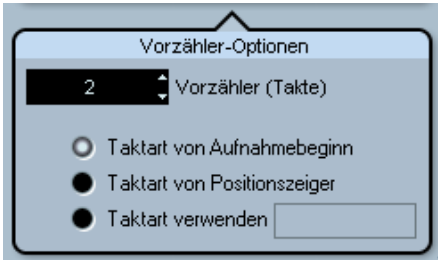 Vorzähler-Optionen
2 Vorzähler (Takte)
Taktart von Aufnahmebeginn
Taktart von Positionszeiger
Taktart verwenden